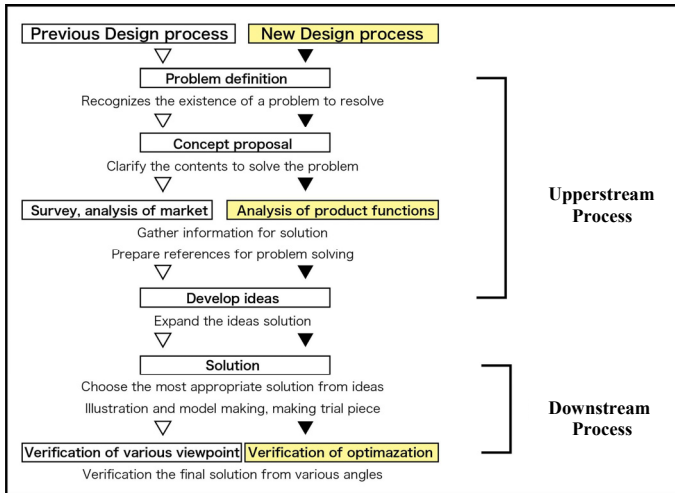 Previous Design process New Design process
Problem definition
Recognizes the existence of a problem to resolve
Concept proposal
Clarify the contents to solve the problem
Survey, analysis of market Analysis of product functions
Gather information for solution
Prepare references for problem solving
Develop ideas
Expand the ideas solution
Upperstream
Process
Solution
Choose the most appropriate solution from ideas
Illustration and model making, making trial piece
Verification of various viewpoint Verification of optimazation
Verification the final solution from various angles
Downstream
Process